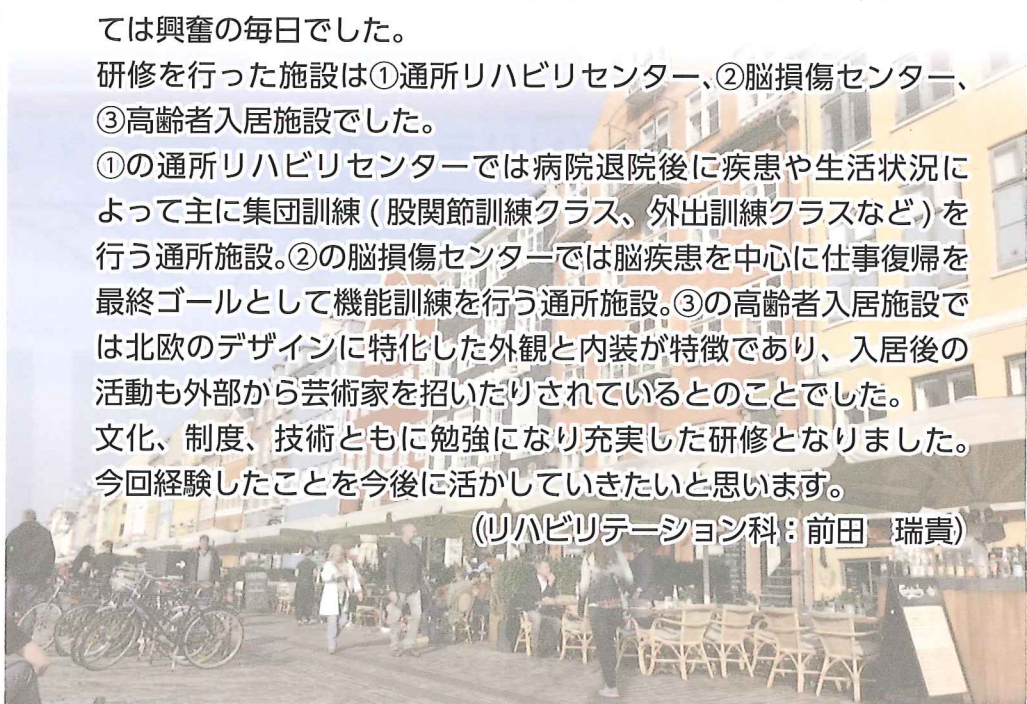 ては興奮の毎日でした。
研修を行った施設は①通所リハビリセンター、②脳損傷センター、
③高齢者入居施設でした。
①の通所リハビリセンターでは病院退院後に疾患や生活状況に
よって主に集団訓練(股関節訓練クラス、外出訓練クラスなど)を
行う通所施設。②の脳損傷センターでは脳疾患を中心に仕事復帰を
最終ゴールとして機能訓練を行う通所施設。③の高齢者入居施設で
は北欧のデザインに特化した外観と内装が特徴であり、入居後の
活動も外部から芸術家を招いたりされているとのことでした。
文化、制度、技術ともに勉強になり充実した研修となりました。
今回経験したことを今後に活かしていきたいと思います。
(リハビリテーション科:前田　瑞貴)